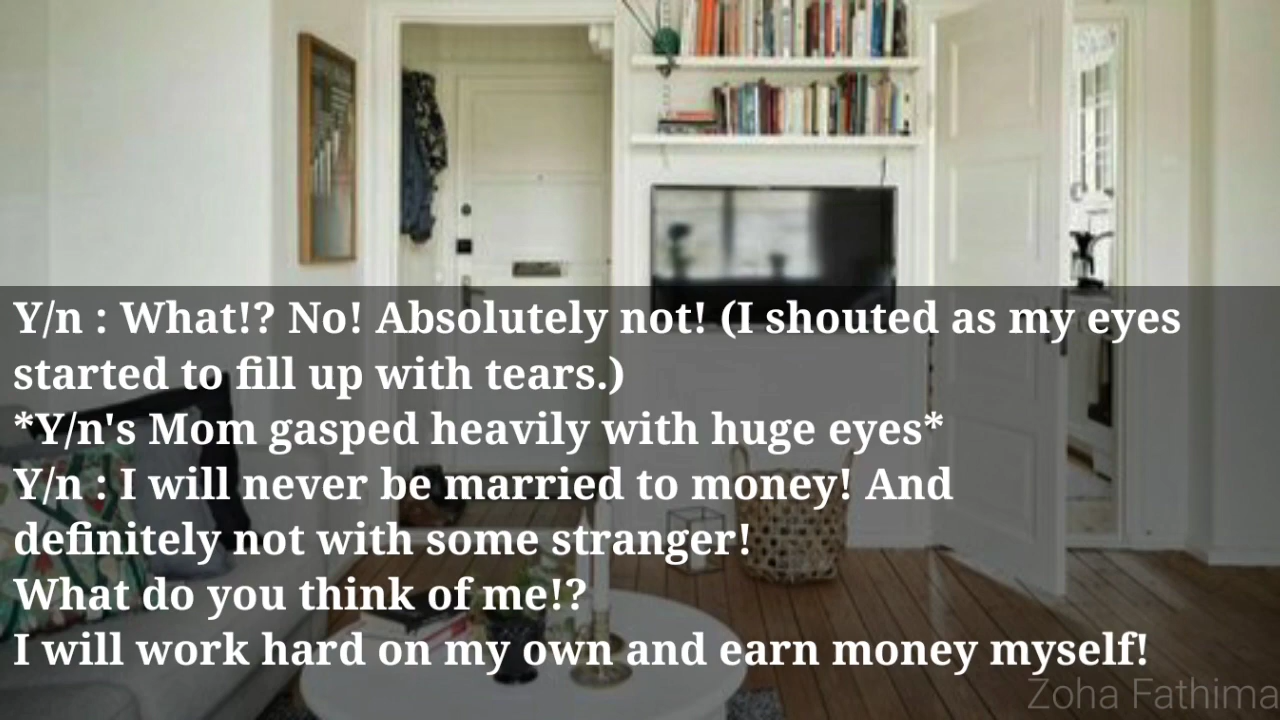 Y/n : What!? No! Absolutely not! (I shouted as my eyes
started to fill up with tears.)
*Y/n's Mom gasped heavily with huge eyes*
Y/n : I will never be married to money! And
definitely not with some stranger!
What do you think of me!?
I will work hard on my own and earn money myself!
Zoha Fathima